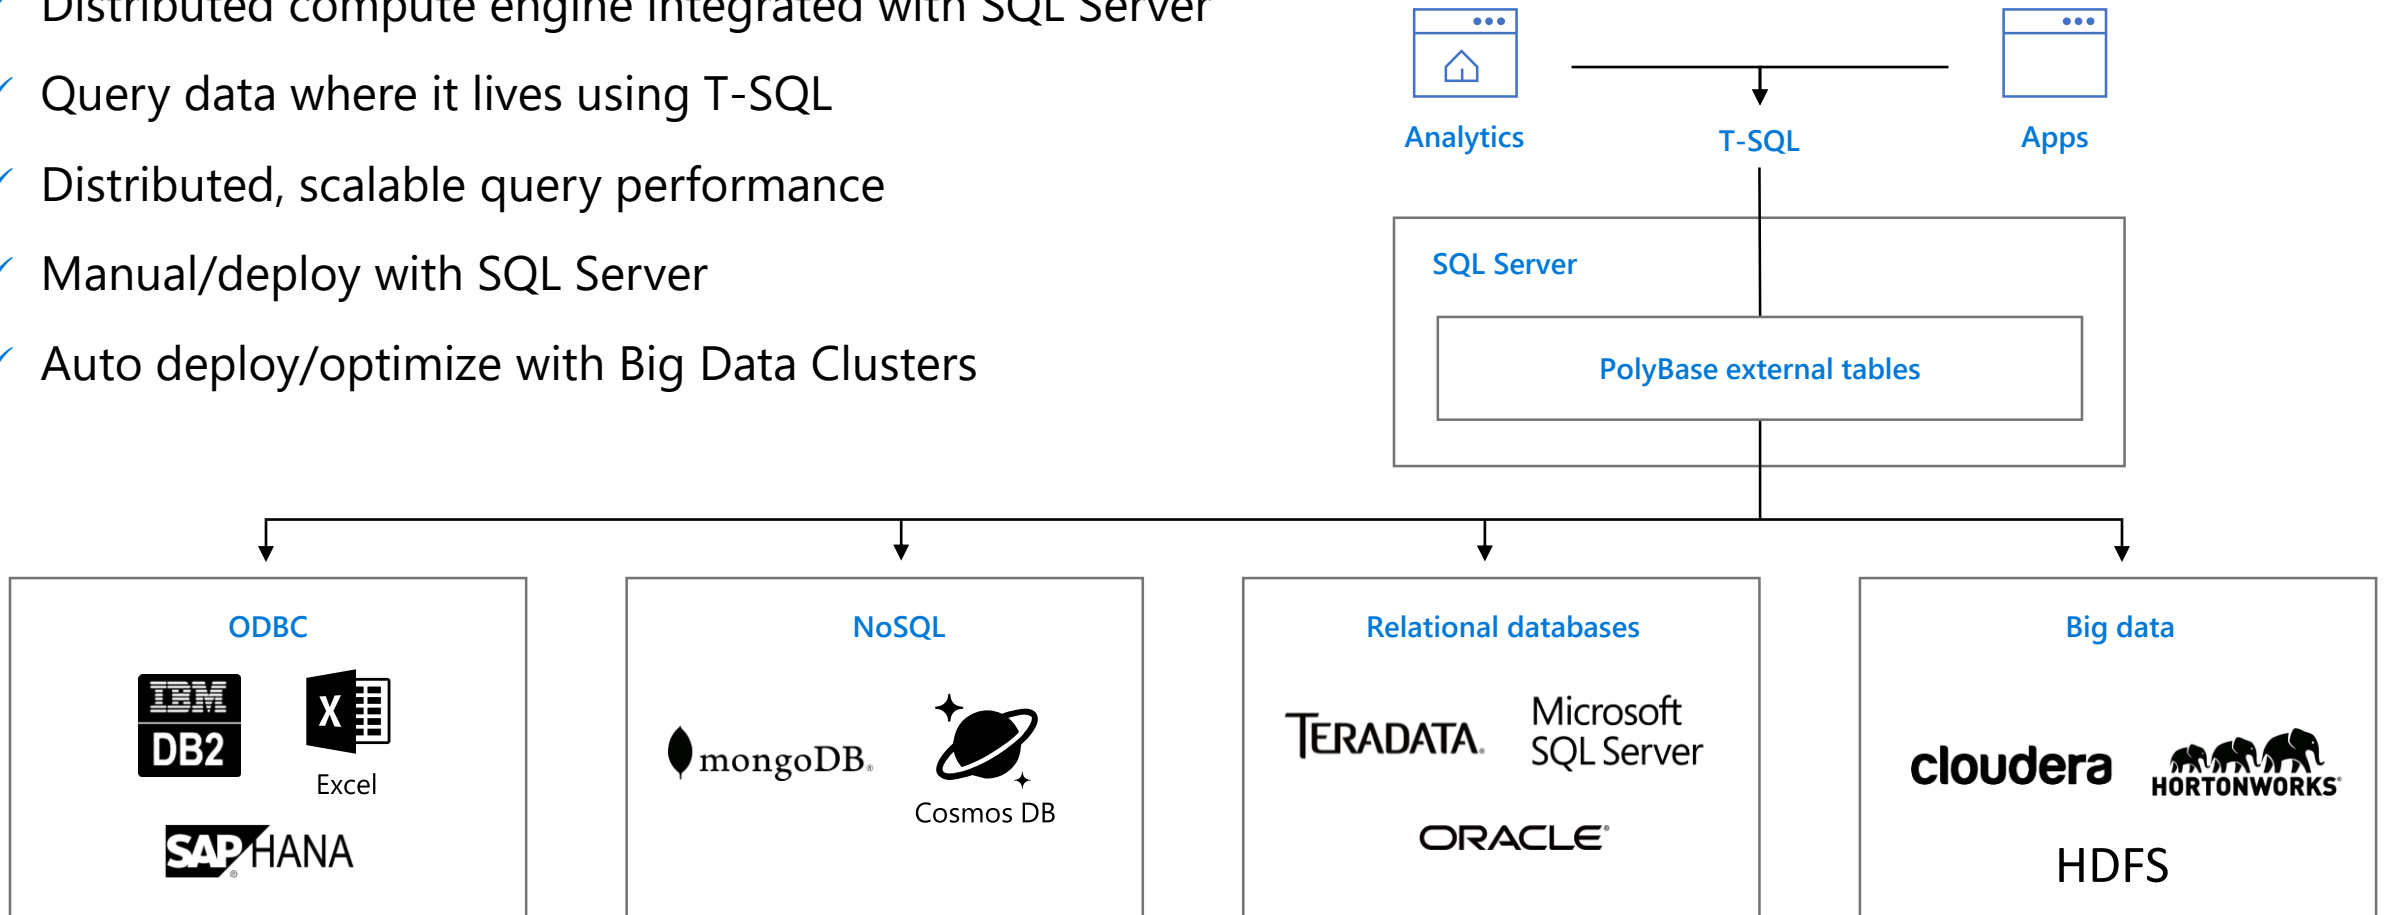 Distributed compute engine integrated with SQL Server
Query data where it lives using T-SQL
Distributed, scalable query performance
Manual/deploy with SQL Server
Auto deploy/optimize with Big Data Clusters
Analytics
T-SQL
Apps
SQL Server
PolyBase external tables
ODBC
IBM
DB2
Excel
SAP HANA
NoSQL
mongoDB
Cosmos DB
Relational databases
TERADATA
Microsoft
SQL Server
ORACLE
Big data
cloudera
HORTONWORKS
HDFS